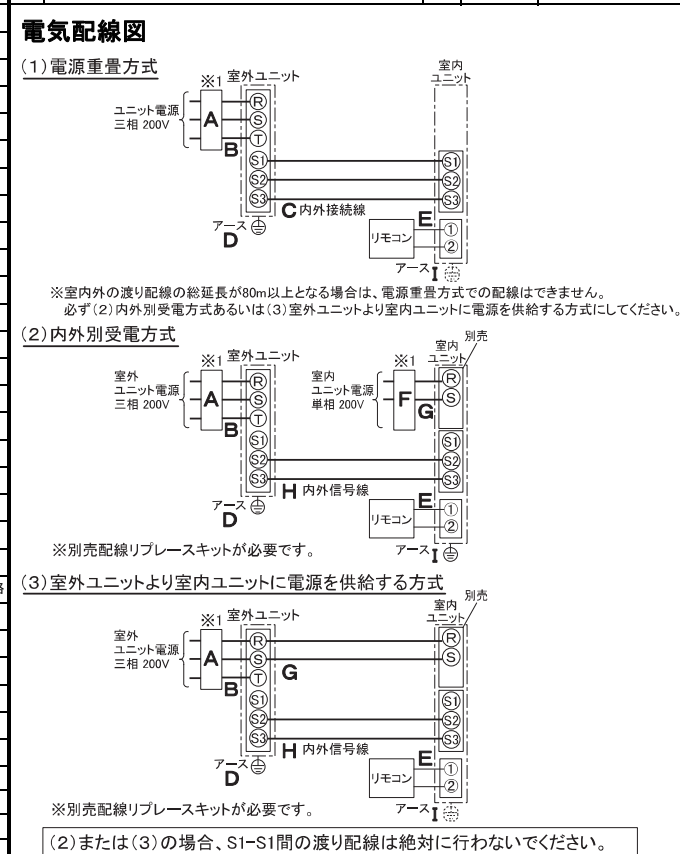 電気配線図
(1)電源重畳方式
※1
室外ユニット
室内
ユニット
ユニット電源
三相 200V
A
B
R
S
T
S1
S2
S3
S1
S2
S3
C 内外接続線
アース
D
リモコン
E
①
②
アース I
※室内外の渡り配線の総延長が80m以上となる場合は、電源重畳方式での配線はできません。
必ず(2)内外別受電方式あるいは(3)室外ユニットより室内ユニットに電源を供給する方式にしてください。
(2)内外別受電方式
※1
室外ユニット
※1
室内
ユニット
別売
室外
ユニット電源
三相 200V
A
B
R
S
T
S1
S2
S3
室内
ユニット電源
単相 200V
F
G
R
S
S1
S2
S3
H 内外信号線
アース
D
リモコン
E
①
②
アース I
※別売配線リプレースキットが必要です。
(3)室外ユニットより室内ユニットに電源を供給する方式
※1
室外ユニット
室内
ユニット
別売
室外
ユニット電源
三相 200V
A
B
R
S
T
S1
S2
S3
G
R
S
S1
S2
S3
H 内外信号線
アース
D
リモコン
E
①
②
アース I
※別売配線リプレースキットが必要です。
(2)または(3)の場合、S1-S1間の渡り配線は絶対に行わないでください。